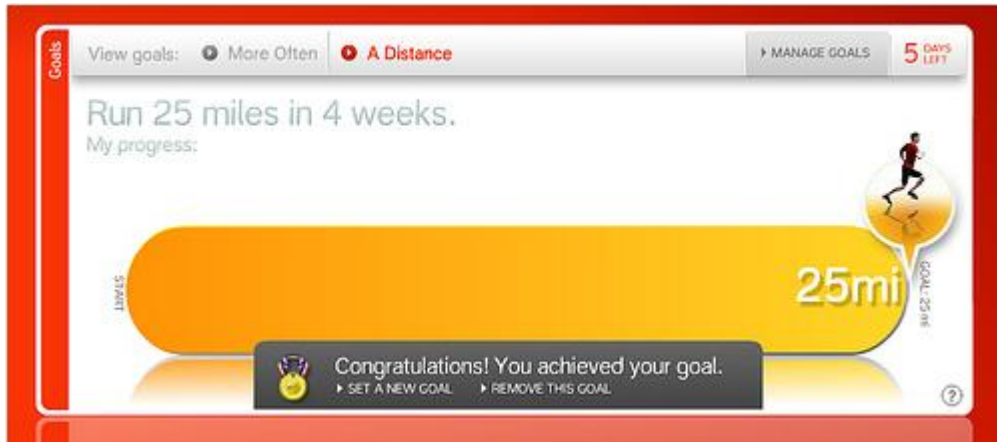 Goals
View goals: More Often A Distance
MANAGE GOALS
5 DAYS LEFT
Run 25 miles in 4 weeks.
My progress:
START
25mi
GOAL: 25 mi
Congratulations! You achieved your goal.
SET A NEW GOAL REMOVE THIS GOAL
?